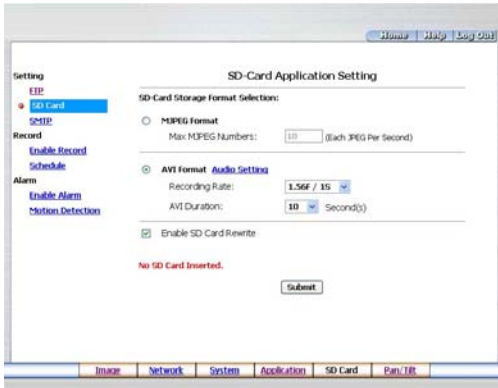 Home Help Log Out
Setting
FTP
SD Card
SMTP
Record
Enable Record
Schedule
Alarm
Enable Alarm
Motion Detection
SD-Card Application Setting
SD-Card Storage Format Selection:
MJPEG Format
Max MJPEG Numbers: 10 (Each JPEG Per Second)
AVI Format Audio Setting
Recording Rate: 1.56F / 1S
AVI Duration: 10 Second(s)
Enable SD Card Rewrite
No SD Card Inserted.
Submit
Image Network System Application SD Card Pan/Tilt